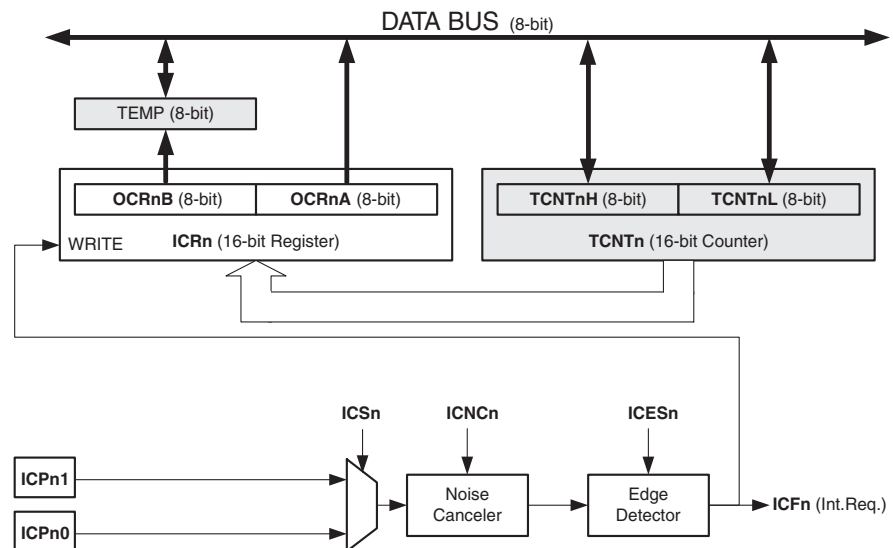 DATA BUS (8-bit)
TEMP (8-bit)
OCRnB (8-bit) OCRnA (8-bit) TCNTnH (8-bit) TCNTnL (8-bit)
WRITE ICRn (16-bit Register) TCNTn (16-bit Counter)
ICSn ICNCn ICESn
ICPn1
Noise
Canceler
Edge
Detector
ICFn (Int.Req.)
ICPn0